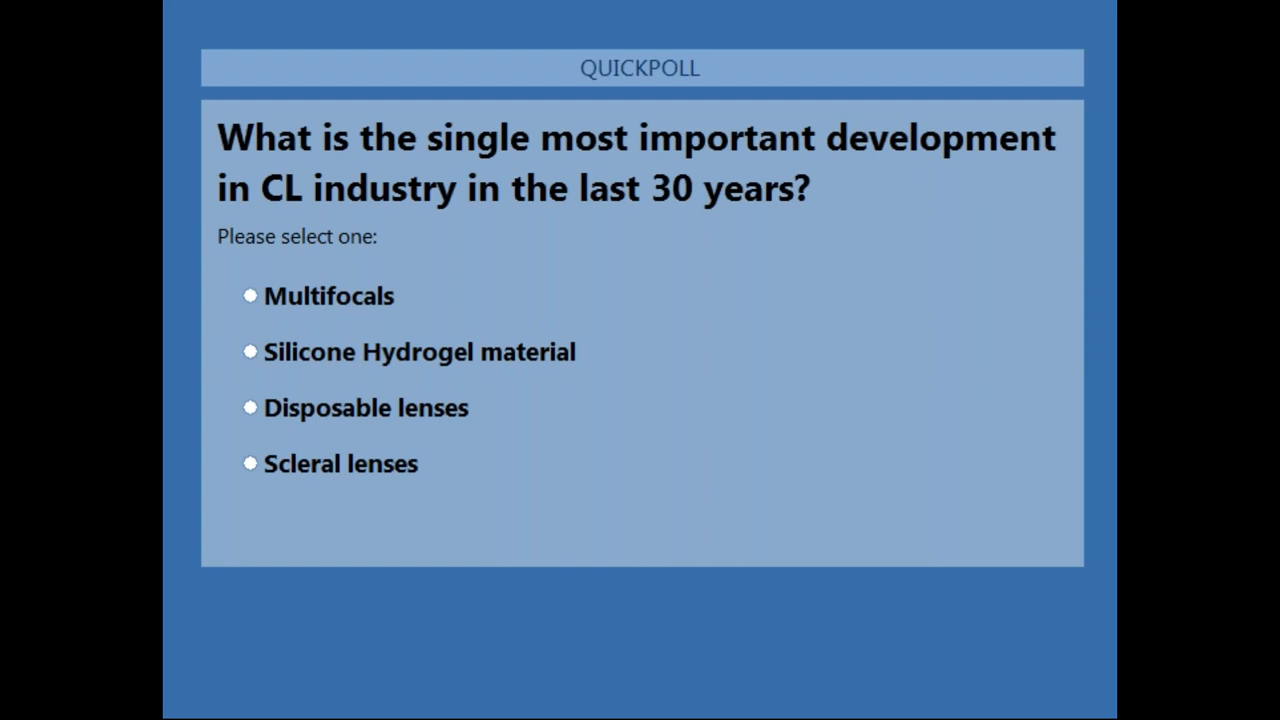 QUICKPOLL
What is the single most important development
in CL industry in the last 30 years?
Please select one:
Multifocals
Silicone Hydrogel material
Disposable lenses
Scleral lenses